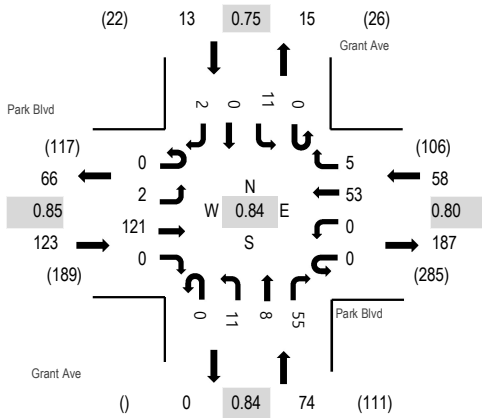 (22) 13 0.75 15 (26)
Grant Ave
2 0 11 0
Park Blvd
(117) (106)
0 5
66 58
2 53
N
0.85 W 0.84 E 0.80
121 0
S
123 187
0 0
(189) (285)
0 11 8 55
Park Blvd
Grant Ave
() 0 0.84 74 (111)